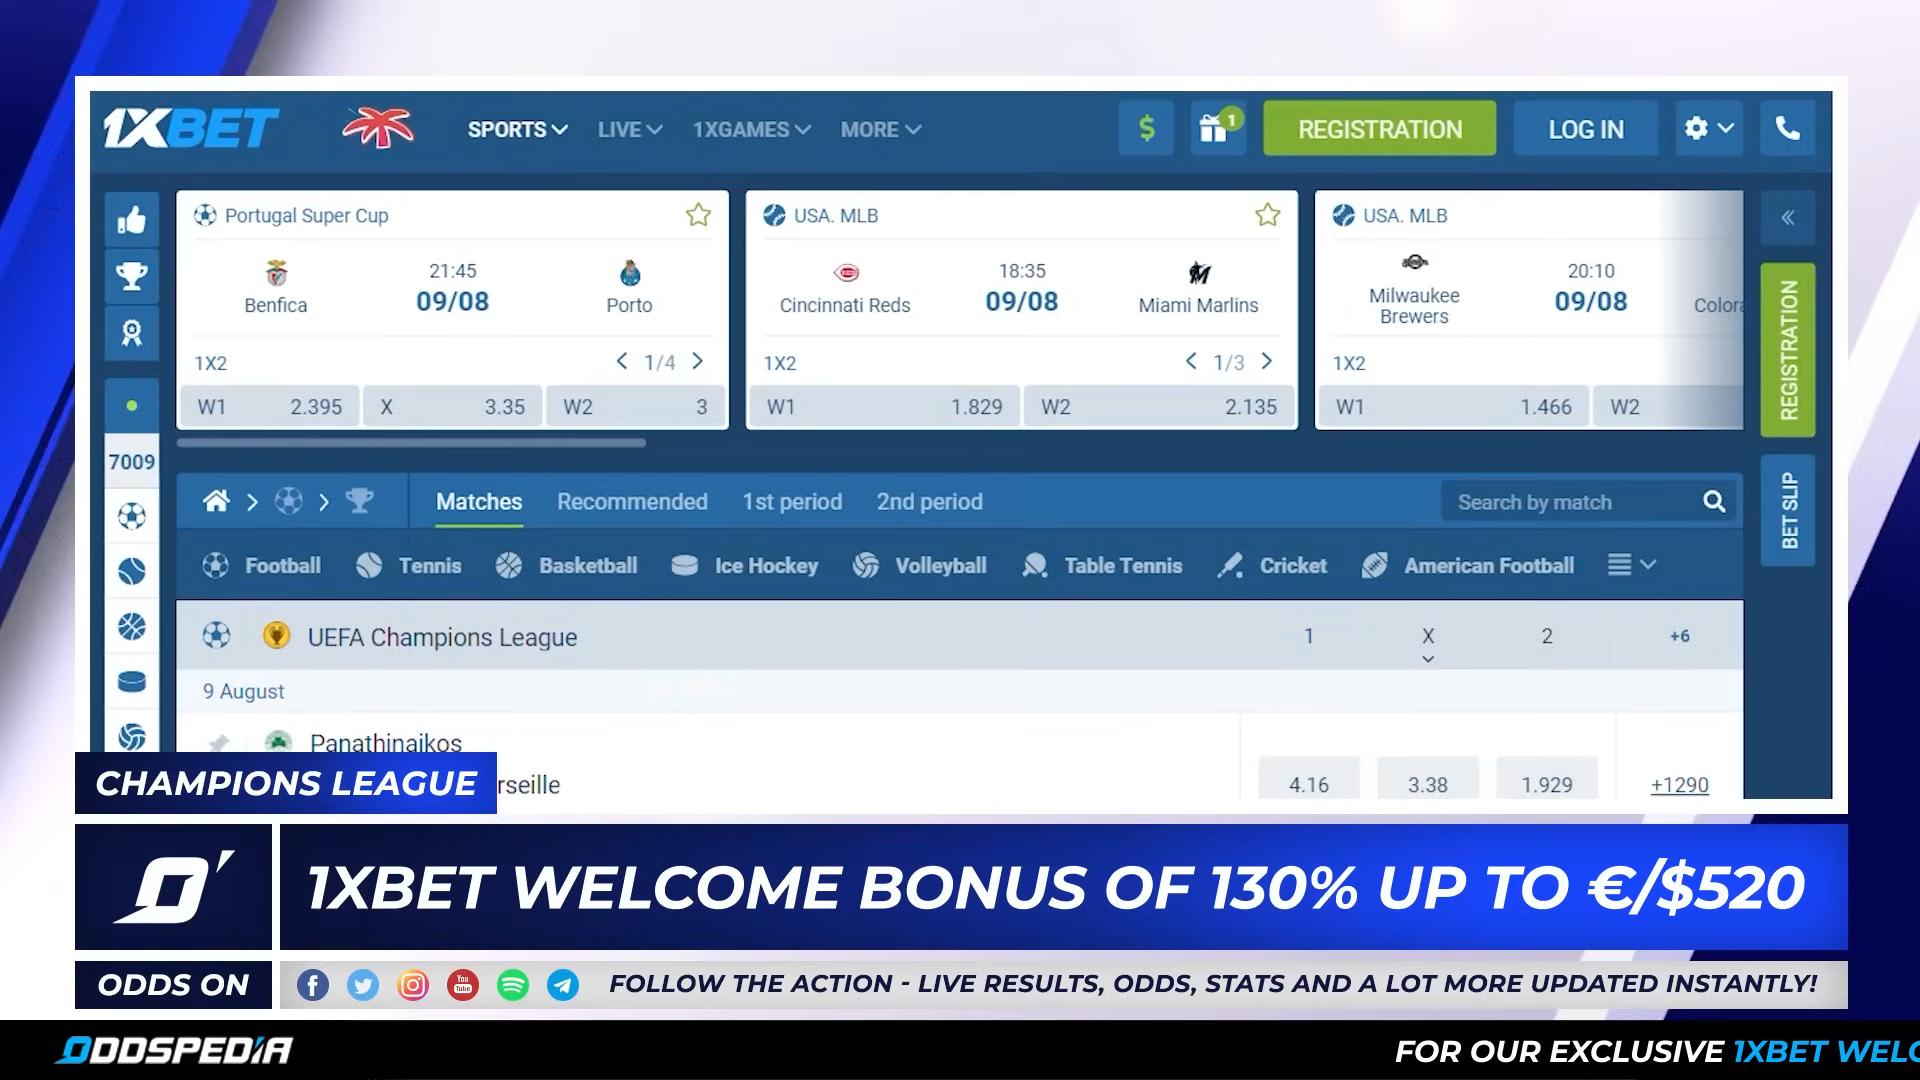 1XBET
SPORTS
LIVE
1XGAMES
MORE
$
1
REGISTRATION
LOG IN
Portugal Super Cup
Benfica
21:45
09/08
Porto
1X2
1/4
W1 2.395
X 3.35
W2 3
USA. MLB
Cincinnati Reds
18:35
09/08
Miami Marlins
1X2
1/3
W1 1.829
W2 2.135
USA. MLB
Milwaukee
Brewers
20:10
09/08
Colora
1X2
W1 1.466
W2
REGISTRATION
BET SLIP
7009
Matches
Recommended
1st period
2nd period
Search by match
Football
Tennis
Basketball
Ice Hockey
Volleyball
Table Tennis
Cricket
American Football
UEFA Champions League
1
X
2
+6
9 August
Panathinaikos
rseille
4.16
3.38
1.929
+1290
CHAMPIONS LEAGUE
1XBET WELCOME BONUS OF 130% UP TO €/$520
ODDS ON
You
Tube
FOLLOW THE ACTION - LIVE RESULTS, ODDS, STATS AND A LOT MORE UPDATED INSTANTLY!
ODDSPEDIA
FOR OUR EXCLUSIVE 1XBET WELC